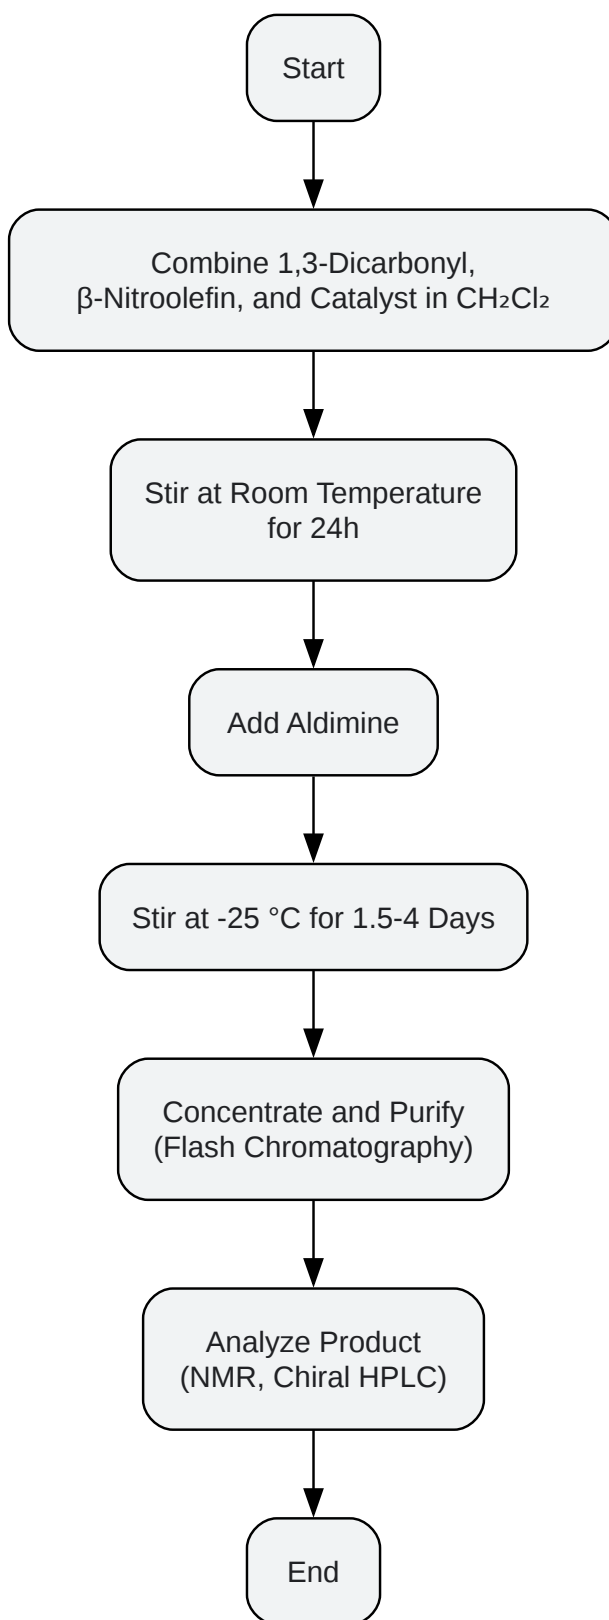 Start
Combine 1,3-Dicarbonyl,
β-Nitroolefin, and Catalyst in CH₂Cl₂
Stir at Room Temperature
for 24h
Add Aldimine
Stir at -25 °C for 1.5-4 Days
Concentrate and Purify
(Flash Chromatography)
Analyze Product
(NMR, Chiral HPLC)
End